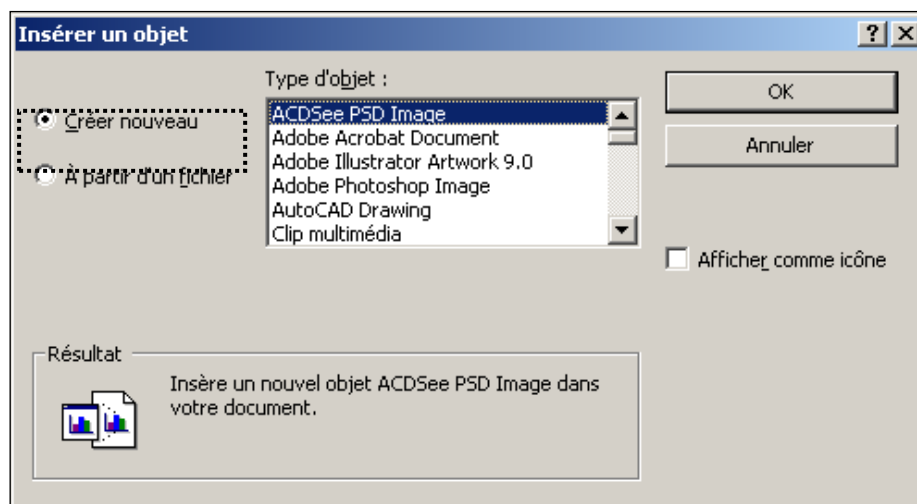 Insérer un objet
Type d'objet :
Créer nouveau
À partir d'un fichier
ACDSee PSD Image
Adobe Acrobat Document
Adobe Illustrator Artwork 9.0
Adobe Photoshop Image
AutoCAD Drawing
Clip multimédia
OK
Annuler
Afficher comme icône
Résultat
Insère un nouvel objet ACDSee PSD Image dans
votre document.